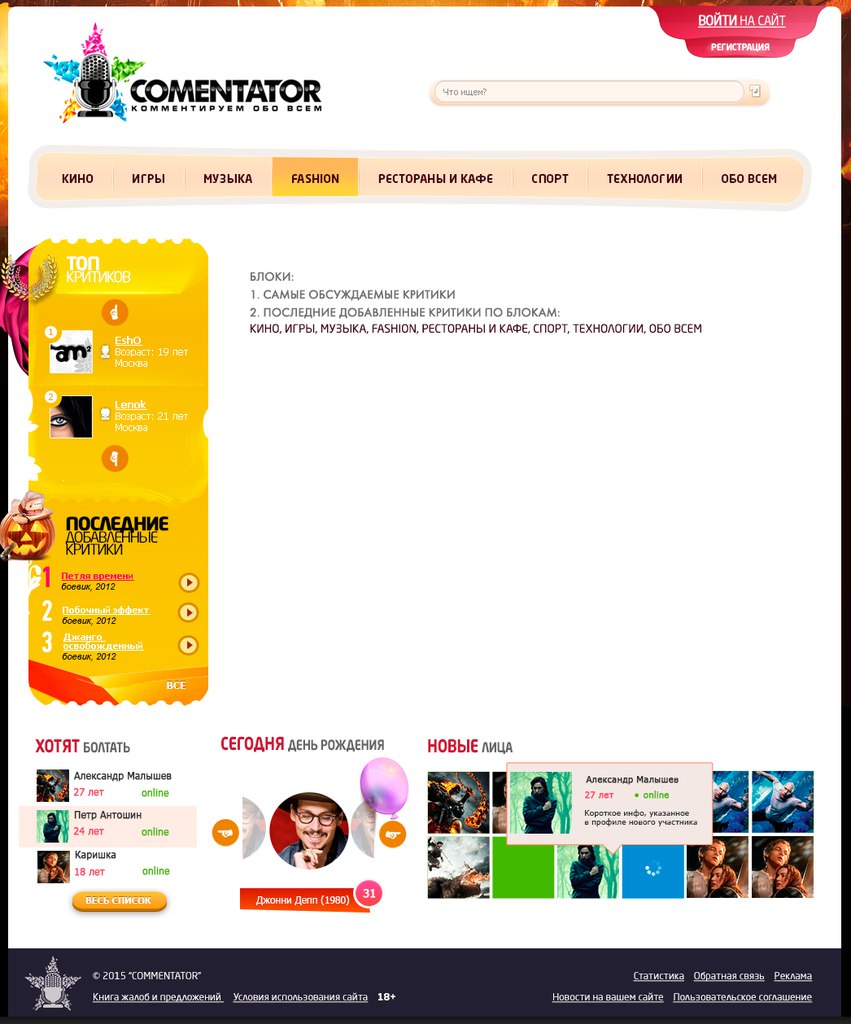 ВОЙТИ НА САЙТ
РЕГИСТРАЦИЯ
COMENTATOR
КОММЕНТИРУЕМ ОБО ВСЕМ
Что ищем?
КИНО ИГРЫ МУЗЫКА FASHION РЕСТОРАНЫ И КАФЕ СПОРТ ТЕХНОЛОГИИ ОБО ВСЕМ
ТОП
КРИТИКОВ
1
am²
EshO
Возраст: 19 лет
Москва
2
Lenok
Возраст: 21 лет
Москва
БЛОКИ:
1. САМЫЕ ОБСУЖДАЕМЫЕ КРИТИКИ
2. ПОСЛЕДНИЕ ДОБАВЛЕННЫЕ КРИТИКИ ПО БЛОКАМ:
КИНО, ИГРЫ, МУЗЫКА, FASHION, РЕСТОРАНЫ И КАФЕ, СПОРТ, ТЕХНОЛОГИИ, ОБО ВСЕМ
ПОСЛЕДНИЕ
ДОБАВЛЕННЫЕ
КРИТИКИ
1 Петля времени
боевик, 2012
2 Побочный эффект
боевик, 2012
3 Джанго
освобожденный
боевик, 2012
ВСЕ
ХОТЯТ БОЛТАТЬ
Александр Малышев
27 лет online
Петр Антошин
24 лет online
Каришка
18 лет online
ВЕСЬ СПИСОК
СЕГОДНЯ ДЕНЬ РОЖДЕНИЯ
Джонни Депп (1980)
31
НОВЫЕ ЛИЦА
Александр Малышев
27 лет • online
Короткое инфо, указанное
в профиле нового участника
© 2015 "COMMENTATOR"
Книга жалоб и предложений Условия использования сайта 18+
Статистика Обратная связь Реклама
Новости на вашем сайте Пользовательское соглашение